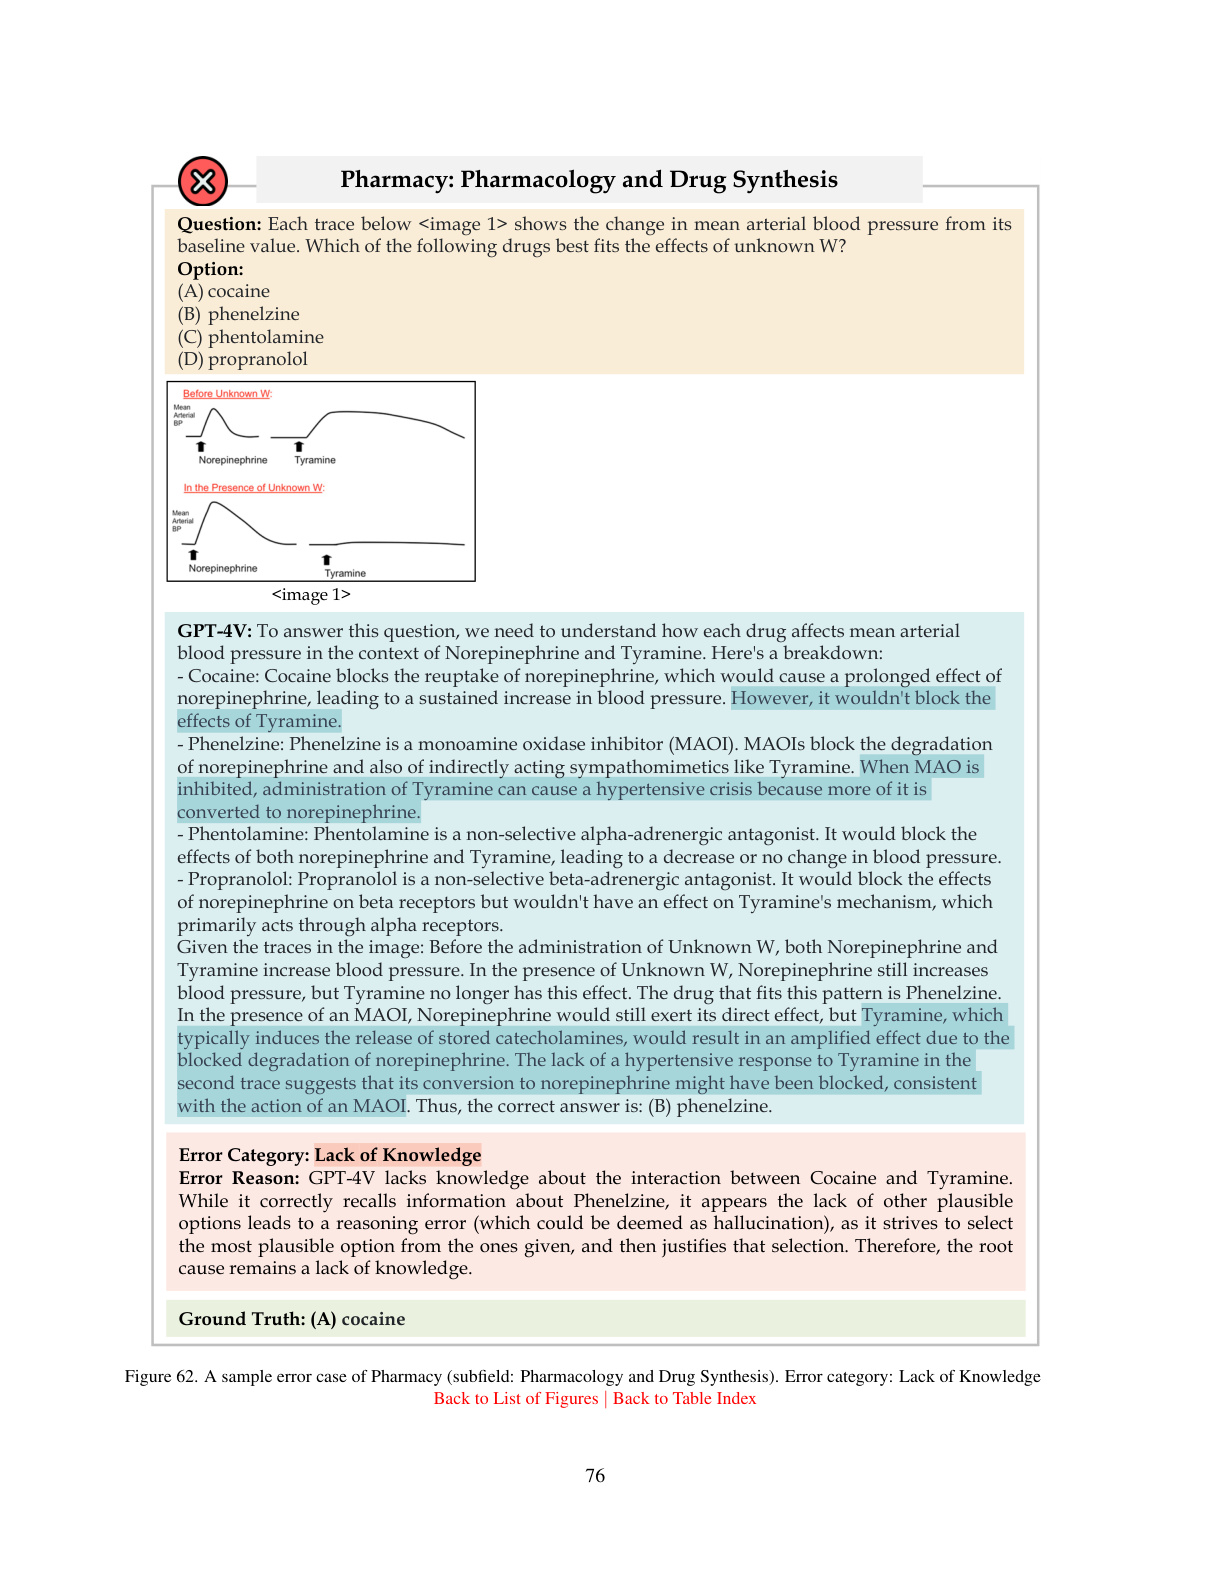 Pharmacy: Pharmacology and Drug Synthesis
Question: Each trace below <image 1> shows the change in mean arterial blood pressure from its
baseline value. Which of the following drugs best fits the effects of unknown W?
Option:
(A) cocaine
(B) phenelzine
(C) phentolamine
(D) propranolol
Before Unknown W:
Mean
Arterial
BP
Norepinephrine
Tyramine
In the Presence of Unknown W:
Mean
Arterial
BP
Norepinephrine
Tyramine
<image 1>
GPT-4V: To answer this question, we need to understand how each drug affects mean arterial
blood pressure in the context of Norepinephrine and Tyramine. Here's a breakdown:
- Cocaine: Cocaine blocks the reuptake of norepinephrine, which would cause a prolonged effect of
norepinephrine, leading to a sustained increase in blood pressure. However, it wouldn't block the
effects of Tyramine.
- Phenelzine: Phenelzine is a monoamine oxidase inhibitor (MAOI). MAOIs block the degradation
of norepinephrine and also of indirectly acting sympathomimetics like Tyramine. When MAO is
inhibited, administration of Tyramine can cause a hypertensive crisis because more of it is
converted to norepinephrine.
- Phentolamine: Phentolamine is a non-selective alpha-adrenergic antagonist. It would block the
effects of both norepinephrine and Tyramine, leading to a decrease or no change in blood pressure.
- Propranolol: Propranolol is a non-selective beta-adrenergic antagonist. It would block the effects
of norepinephrine on beta receptors but wouldn't have an effect on Tyramine's mechanism, which
primarily acts through alpha receptors.
Given the traces in the image: Before the administration of Unknown W, both Norepinephrine and
Tyramine increase blood pressure. In the presence of Unknown W, Norepinephrine still increases
blood pressure, but Tyramine no longer has this effect. The drug that fits this pattern is Phenelzine.
In the presence of an MAOI, Norepinephrine would still exert its direct effect, but Tyramine, which
typically induces the release of stored catecholamines, would result in an amplified effect due to the
blocked degradation of norepinephrine. The lack of a hypertensive response to Tyramine in the
second trace suggests that its conversion to norepinephrine might have been blocked, consistent
with the action of an MAOI. Thus, the correct answer is: (B) phenelzine.
Error Category: Lack of Knowledge
Error Reason: GPT-4V lacks knowledge about the interaction between Cocaine and Tyramine.
While it correctly recalls information about Phenelzine, it appears the lack of other plausible
options leads to a reasoning error (which could be deemed as hallucination), as it strives to select
the most plausible option from the ones given, and then justifies that selection. Therefore, the root
cause remains a lack of knowledge.
Ground Truth: (A) cocaine
Figure 62. A sample error case of Pharmacy (subfield: Pharmacology and Drug Synthesis). Error category: Lack of Knowledge
Back to List of Figures | Back to Table Index
76